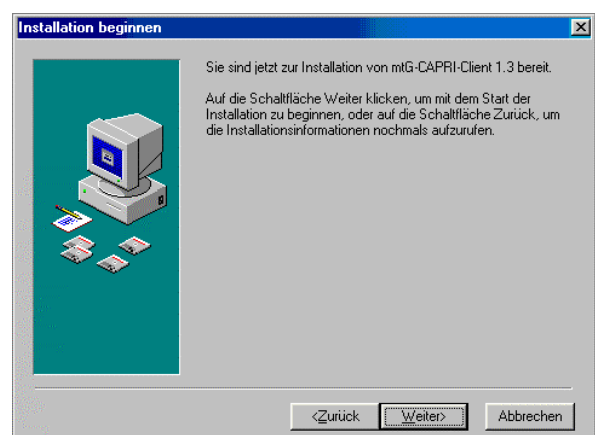 Installation beginnen
Sie sind jetzt zur Installation von mtG-CAPRI-Client 1.3 bereit.
Auf die Schaltfläche Weiter klicken, um mit dem Start der
Installation zu beginnen, oder auf die Schaltfläche Zurück, um
die Installationsinformationen nochmals aufzurufen.
<Zurück
Weiter>
Abbrechen